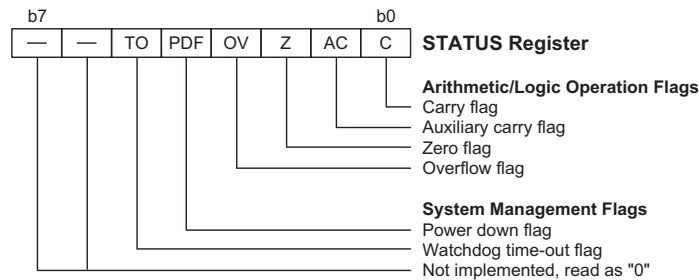 b7 b0
— — TO PDF OV Z AC C STATUS Register
Arithmetic/Logic Operation Flags
Carry flag
Auxiliary carry flag
Zero flag
Overflow flag
System Management Flags
Power down flag
Watchdog time-out flag
Not implemented, read as "0"